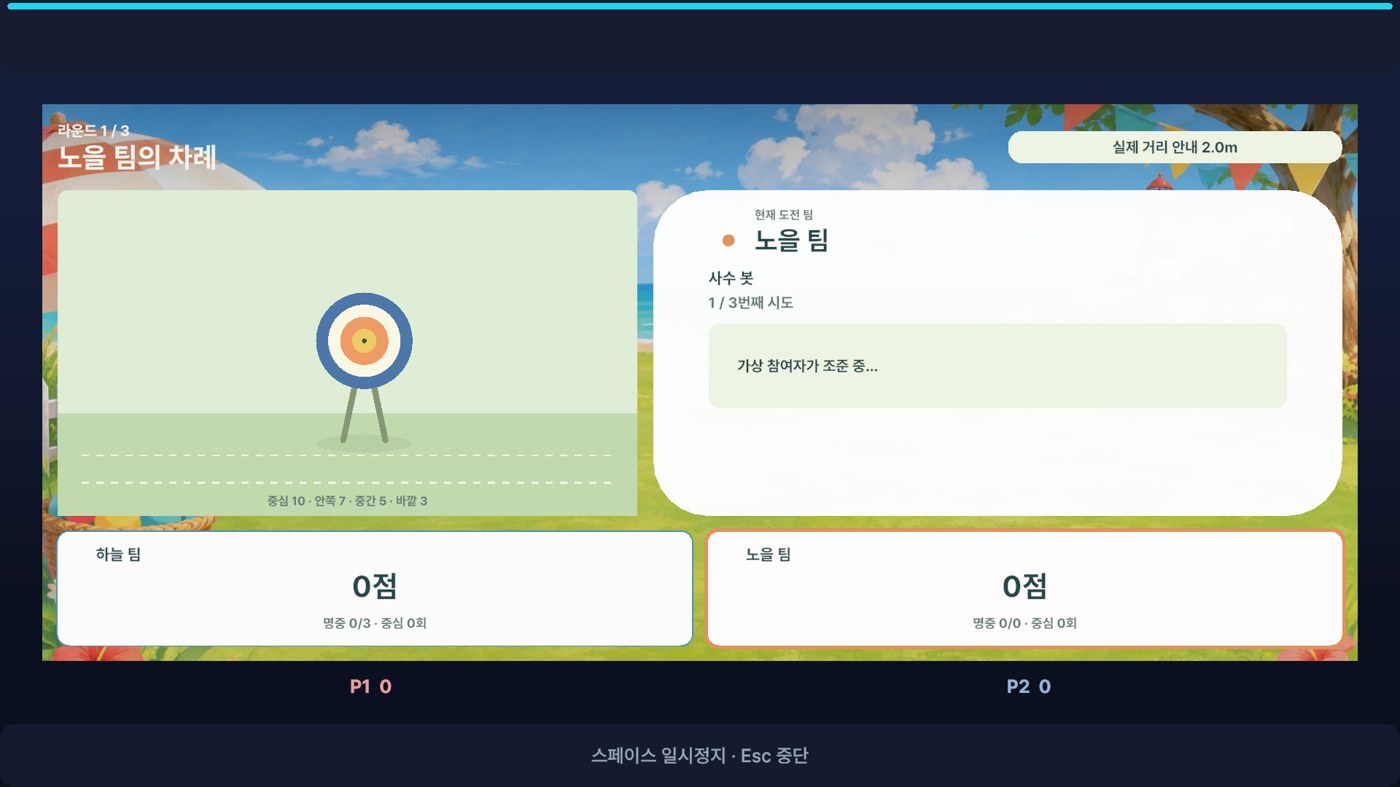 라운드 1 / 3
노을 팀의 차례
실제 거리 안내 2.0m
중심 10 · 안쪽 7 · 중간 5 · 바깥 3
현재 도전 팀
노을 팀
사수 봇
1 / 3번째 시도
가상 참여자가 조준 중...
하늘 팀
0점
명중 0/3 · 중심 0회
노을 팀
0점
명중 0/0 · 중심 0회
P1 0
P2 0
스페이스 일시정지 · Esc 중단